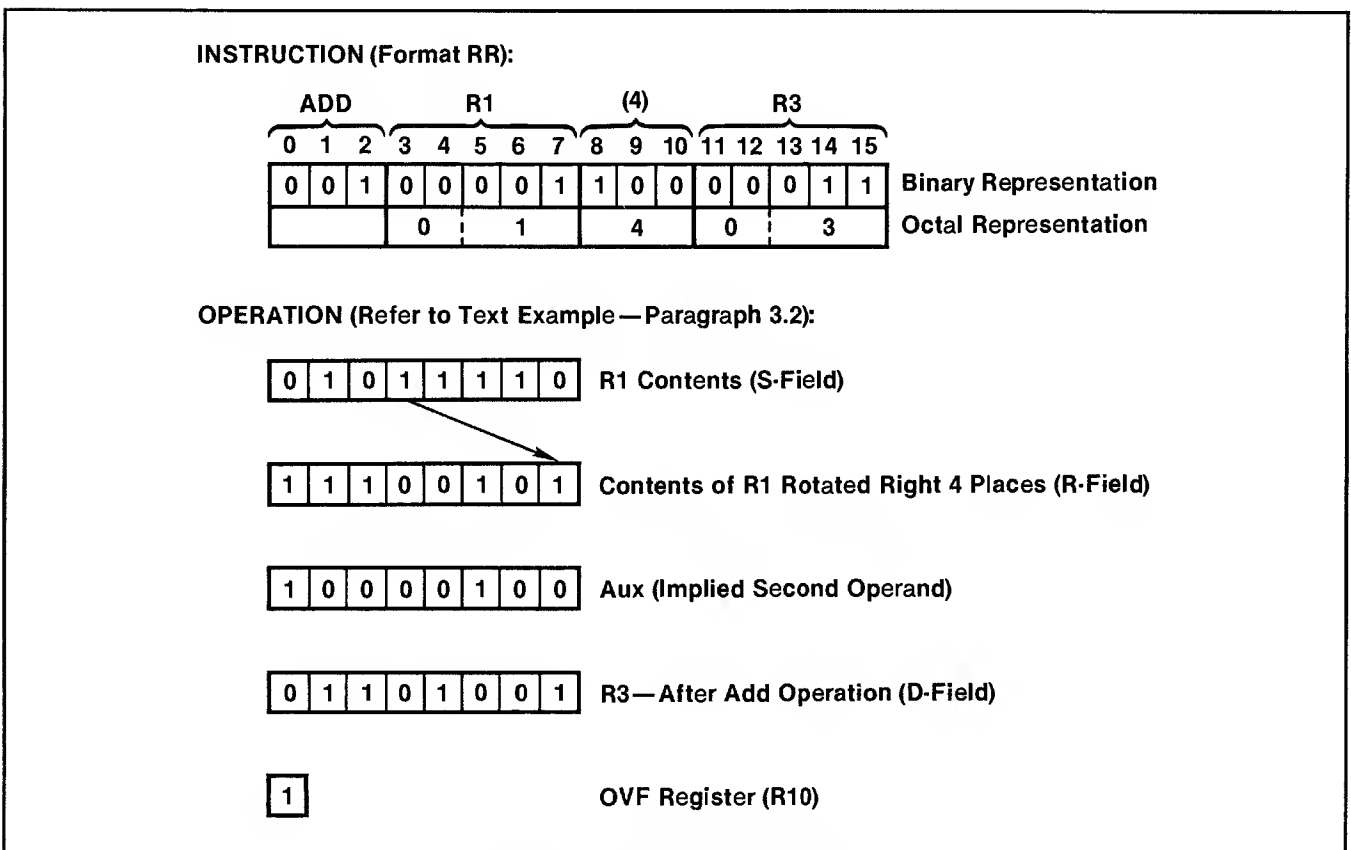 INSTRUCTION (Format RR):
ADD R1 (4) R3
0 1 2 3 4 5 6 7 8 9 10 11 12 13 14 15
0 0 1 0 0 0 0 1 1 0 0 0 0 0 1 1 Binary Representation
0 1 4 0 3 Octal Representation
OPERATION (Refer to Text Example—Paragraph 3.2):
0 1 0 1 1 1 1 0 R1 Contents (S-Field)
1 1 1 0 0 1 0 1 Contents of R1 Rotated Right 4 Places (R-Field)
1 0 0 0 0 1 0 0 Aux (Implied Second Operand)
0 1 1 0 1 0 0 1 R3—After Add Operation (D-Field)
1 OVF Register (R10)